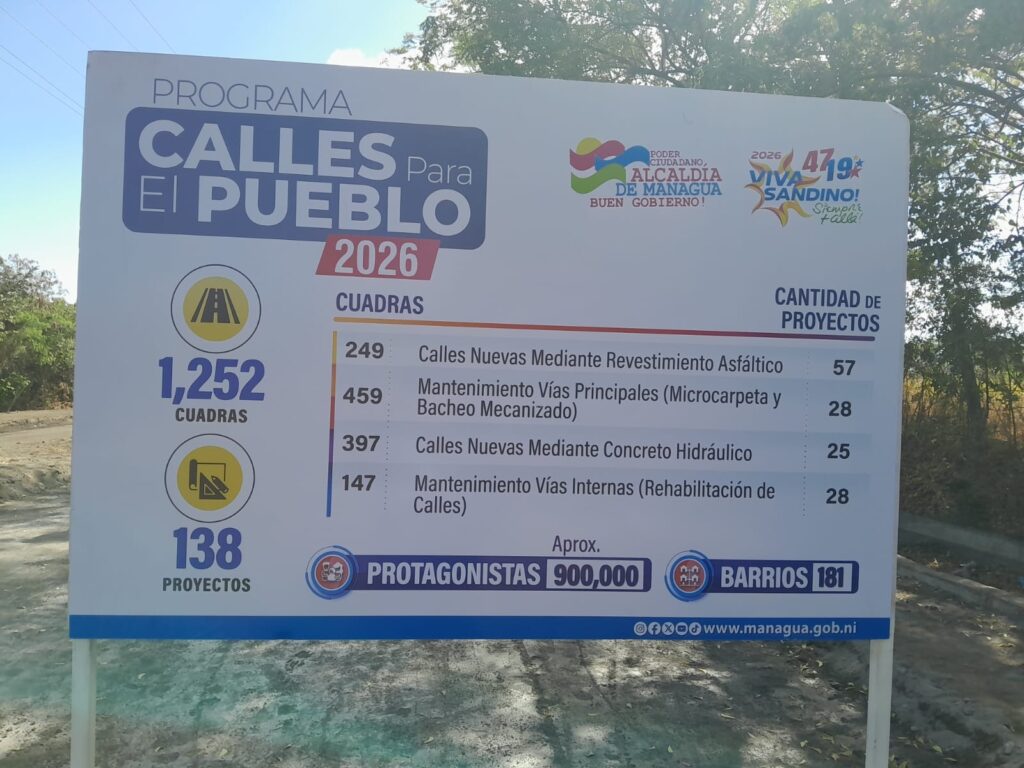 PROGRAMA
CALLES Para
El PUEBLO
2026
PODER
CIUDADANO,
ALCALDÍA
DE MANAGUA
BUEN GOBIERNO!
2026 47 19
VIVA
SANDINO!
Siempre
+ allá!
1,252
CUADRAS
138
PROYECTOS
CUADRAS
CANTIDAD DE
PROYECTOS
249 Calles Nuevas Mediante Revestimiento Asfáltico 57
459 Mantenimiento Vías Principales (Microcarpeta y
Bacheo Mecanizado) 28
397 Calles Nuevas Mediante Concreto Hidráulico 25
147 Mantenimiento Vías Internas (Rehabilitación de
Calles) 28
Aprox.
PROTAGONISTAS 900,000
BARRIOS 181
www.managua.gob.ni